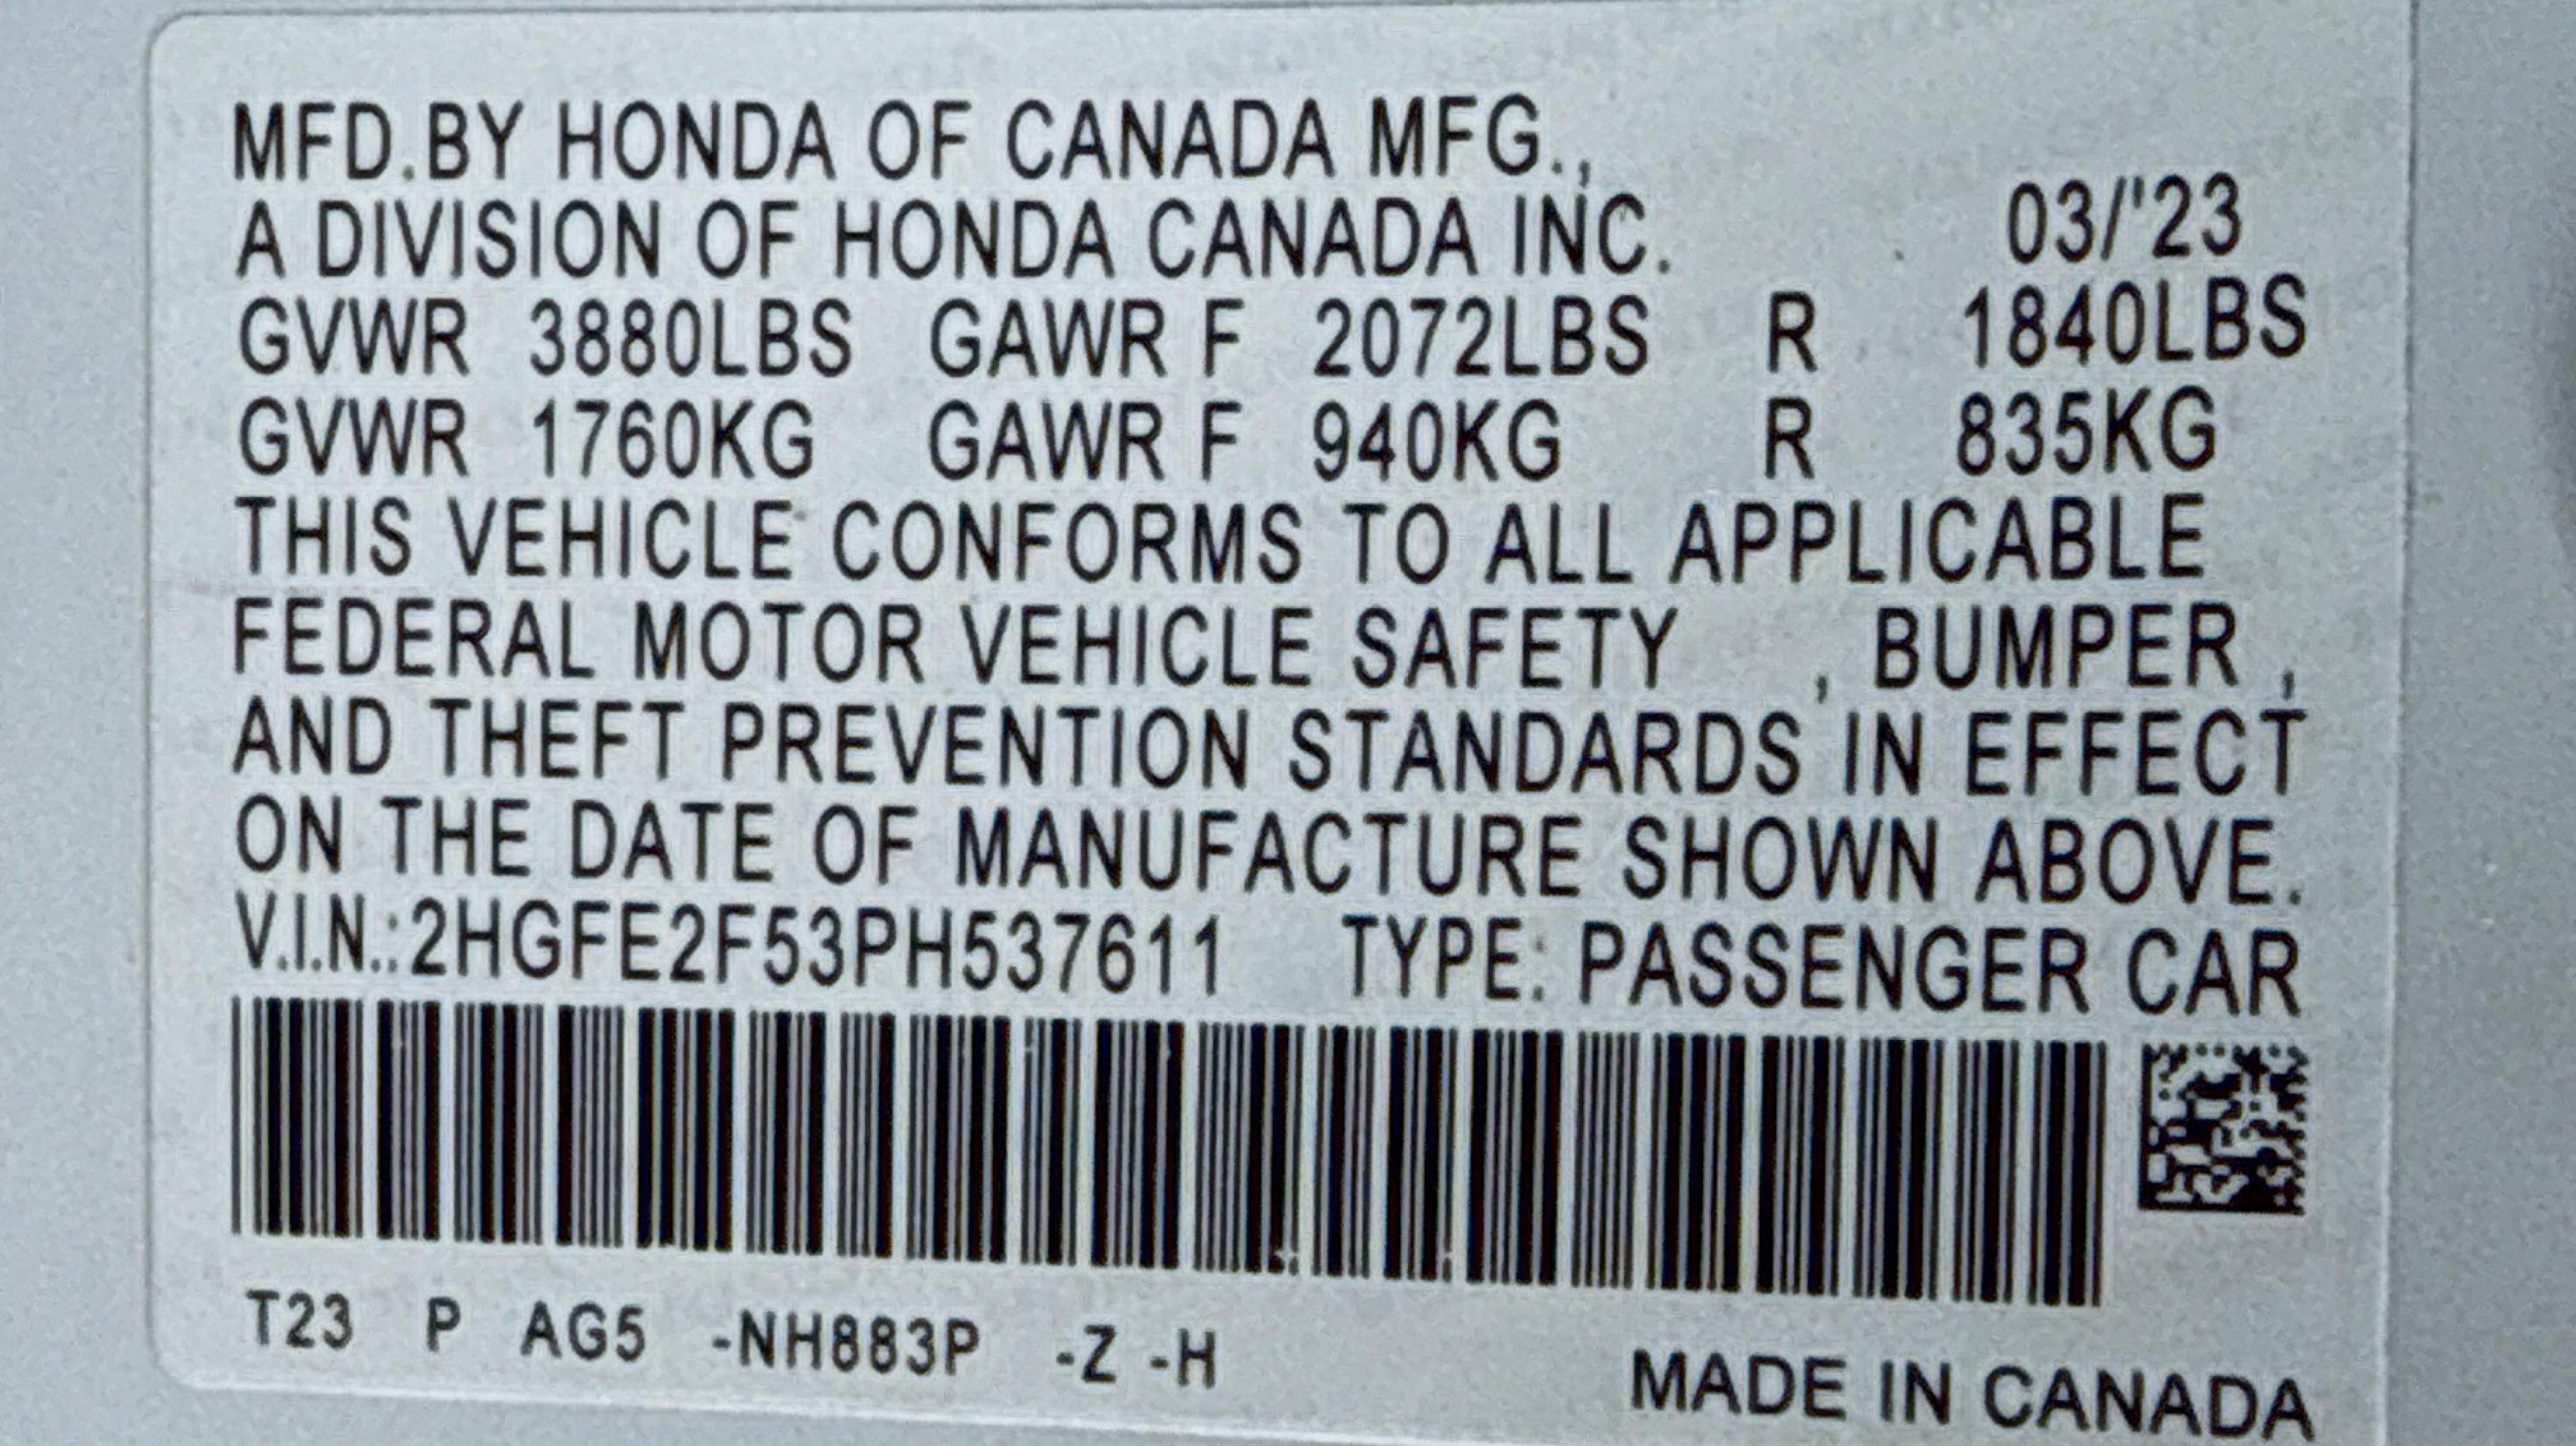 MFD.BY HONDA OF CANADA MFG.,
A DIVISION OF HONDA CANADA INC. 03/'23
GVWR 3880LBS GAWR F 2072LBS R 1840LBS
GVWR 1760KG GAWR F 940KG R 835KG
THIS VEHICLE CONFORMS TO ALL APPLICABLE
FEDERAL MOTOR VEHICLE SAFETY , BUMPER ,
AND THEFT PREVENTION STANDARDS IN EFFECT
ON THE DATE OF MANUFACTURE SHOWN ABOVE.
V.I.N.:2HGFE2F53PH537611 TYPE: PASSENGER CAR
T23 P AG5 -NH883P -Z -H
MADE IN CANADA